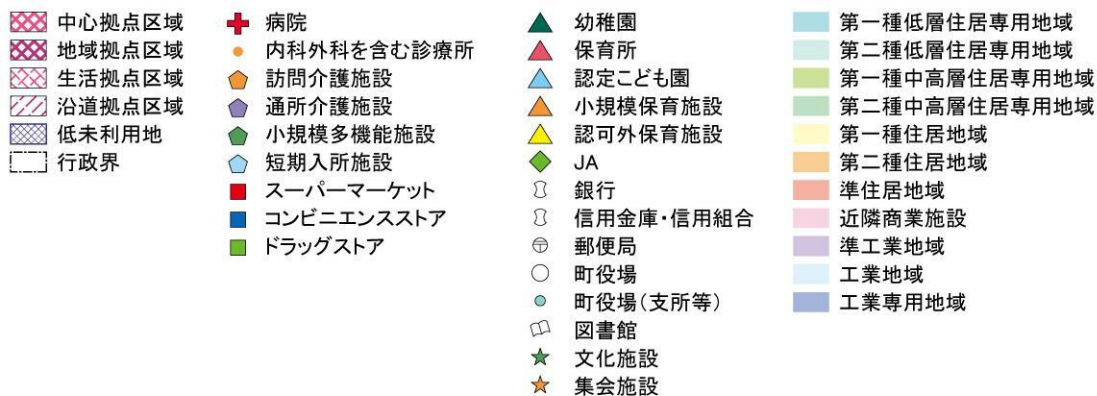 中心拠点区域
地域拠点区域
生活拠点区域
沿道拠点区域
低未利用地
行政界
病院
内科外科を含む診療所
訪問介護施設
通所介護施設
小規模多機能施設
短期入所施設
スーパーマーケット
コンビニエンスストア
ドラッグストア
幼稚園
保育所
認定こども園
小規模保育施設
認可外保育施設
JA
銀行
信用金庫・信用組合
郵便局
町役場
町役場(支所等)
図書館
文化施設
集会施設
第一種低層住居専用地域
第二種低層住居専用地域
第一種中高層住居専用地域
第二種中高層住居専用地域
第一種住居地域
第二種住居地域
準住居地域
近隣商業施設
準工業地域
工業地域
工業専用地域